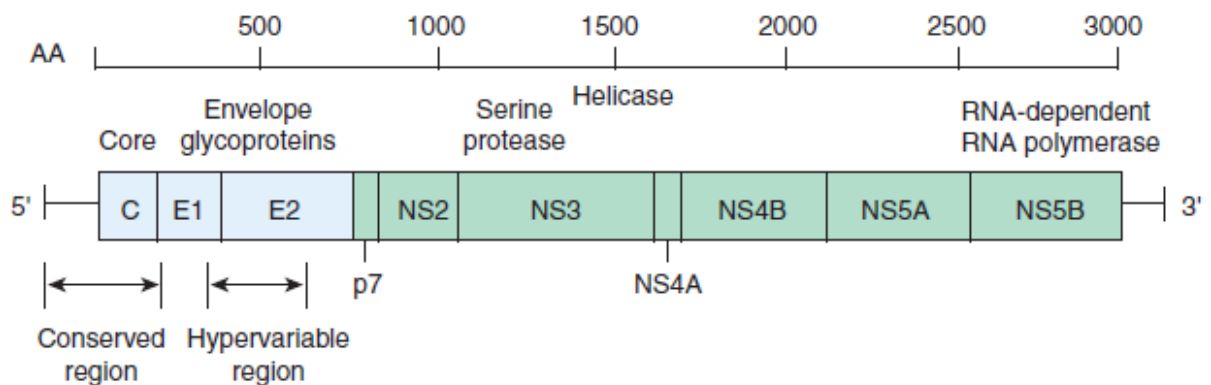 500 1000 1500 2000 2500 3000
AA
Helicase
Envelope glycoproteins
Serine protease
RNA-dependent RNA polymerase
Core
5' C E1 E2 NS2 NS3 NS4B NS5A NS5B 3'
p7 NS4A
Conserved region
Hypervariable region